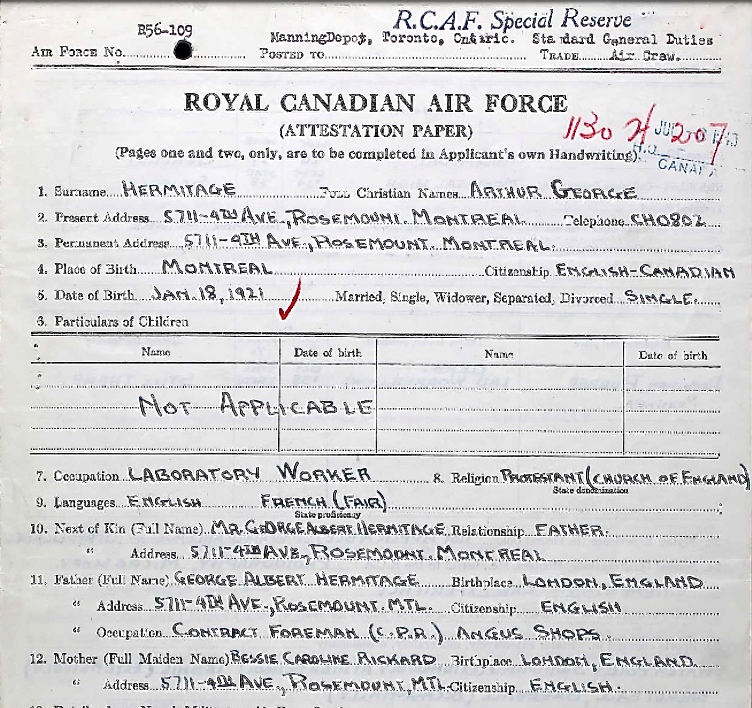 R.C.A.F. Special Reserve
B56-109
ManningDepot, Toronto, Ontario. Standard General Duties
AIR FORCE NO. POSTED TO TRADE Air Crew.
ROYAL CANADIAN AIR FORCE
(ATTESTATION PAPER)
1130 H
(Pages one and two, only, are to be completed in Applicant's own Handwriting)
CANADA
1. Surname HERMITAGE Full Christian Names ARTHUR GEORGE
2. Present Address 5711-4TH AVE., ROSEMOUNT. MONTREAL Telephone CH0802
3. Permanent Address 5711-4TH AVE., ROSEMOUNT. MONTREAL.
4. Place of Birth MONTREAL Citizenship ENGLISH-CANADIAN
5. Date of Birth JAN. 18, 1921 Married, Single, Widower, Separated, Divorced SINGLE.
6. Particulars of Children
Name Date of birth Name Date of birth
NOT APPLICABLE
7. Occupation LABORATORY WORKER 8. Religion PROTESTANT (CHURCH OF ENGLAND)
State denomination
9. Languages ENGLISH FRENCH (FAIR)
State proficiency
10. Next of Kin (Full Name) MR. GEORGE ALBERT HERMITAGE Relationship FATHER.
" Address 5711-4TH AVE., ROSEMOUNT. MONTREAL
11. Father (Full Name) GEORGE ALBERT HERMITAGE Birthplace LONDON, ENGLAND
" Address 5711-4TH AVE., ROSEMOUNT. MTL. Citizenship ENGLISH
" Occupation CONTRACT FOREMAN (C.P.R.) ANGUS SHOPS.
12. Mother (Full Maiden Name) BESSIE CAROLINE RICKARD Birthplace LONDON, ENGLAND.
" Address 5711-4TH AVE., ROSEMOUNT, MTL. Citizenship ENGLISH.